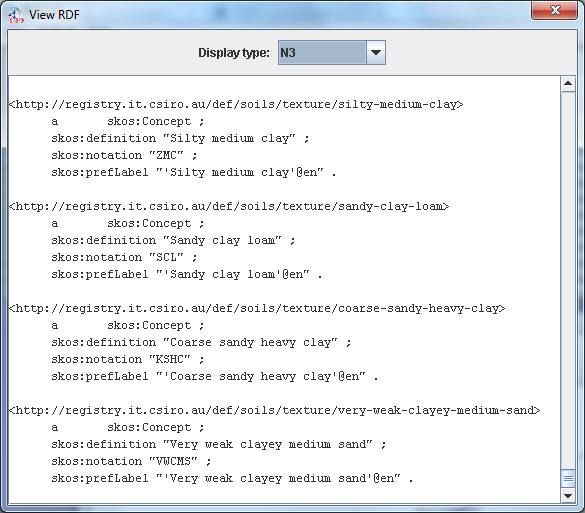 View RDF
Display type: N3
<http://registry.it.csiro.au/def/soils/texture/silty-medium-clay>
a skos:Concept ;
skos:definition "Silty medium clay" ;
skos:notation "ZMC" ;
skos:prefLabel "'Silty medium clay'@en" .
<http://registry.it.csiro.au/def/soils/texture/sandy-clay-loam>
a skos:Concept ;
skos:definition "Sandy clay loam" ;
skos:notation "SCL" ;
skos:prefLabel "'Sandy clay loam'@en" .
<http://registry.it.csiro.au/def/soils/texture/coarse-sandy-heavy-clay>
a skos:Concept ;
skos:definition "Coarse sandy heavy clay" ;
skos:notation "KSHC" ;
skos:prefLabel "'Coarse sandy heavy clay'@en" .
<http://registry.it.csiro.au/def/soils/texture/very-weak-clayey-medium-sand>
a skos:Concept ;
skos:definition "Very weak clayey medium sand" ;
skos:notation "VWCMS" ;
skos:prefLabel "'Very weak clayey medium sand'@en" .